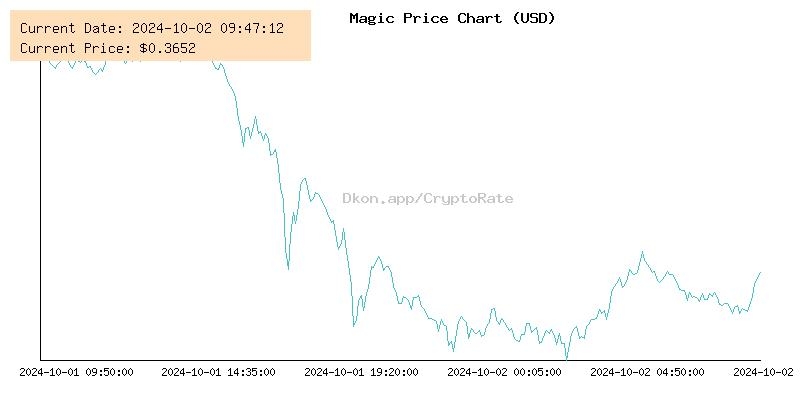 Magic Price Chart (USD)
Current Date: 2024-10-02 09:47:12
Current Price: $0.3652
Dkon.app/CryptoRate
2024-10-01 09:50:00
2024-10-01 14:35:00
2024-10-01 19:20:00
2024-10-02 00:05:00
2024-10-02 04:50:00
2024-10-02